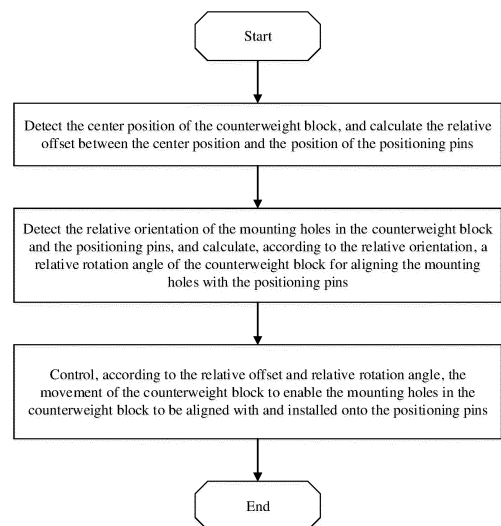 Start
Detect the center position of the counterweight block, and calculate the relative
offset between the center position and the position of the positioning pins
Detect the relative orientation of the mounting holes in the counterweight block
and the positioning pins, and calculate, according to the relative orientation, a
relative rotation angle of the counterweight block for aligning the mounting
holes with the positioning pins
Control, according to the relative offset and relative rotation angle, the
movement of the counterweight block to enable the mounting holes in the
counterweight block to be aligned with and installed onto the positioning pins
End